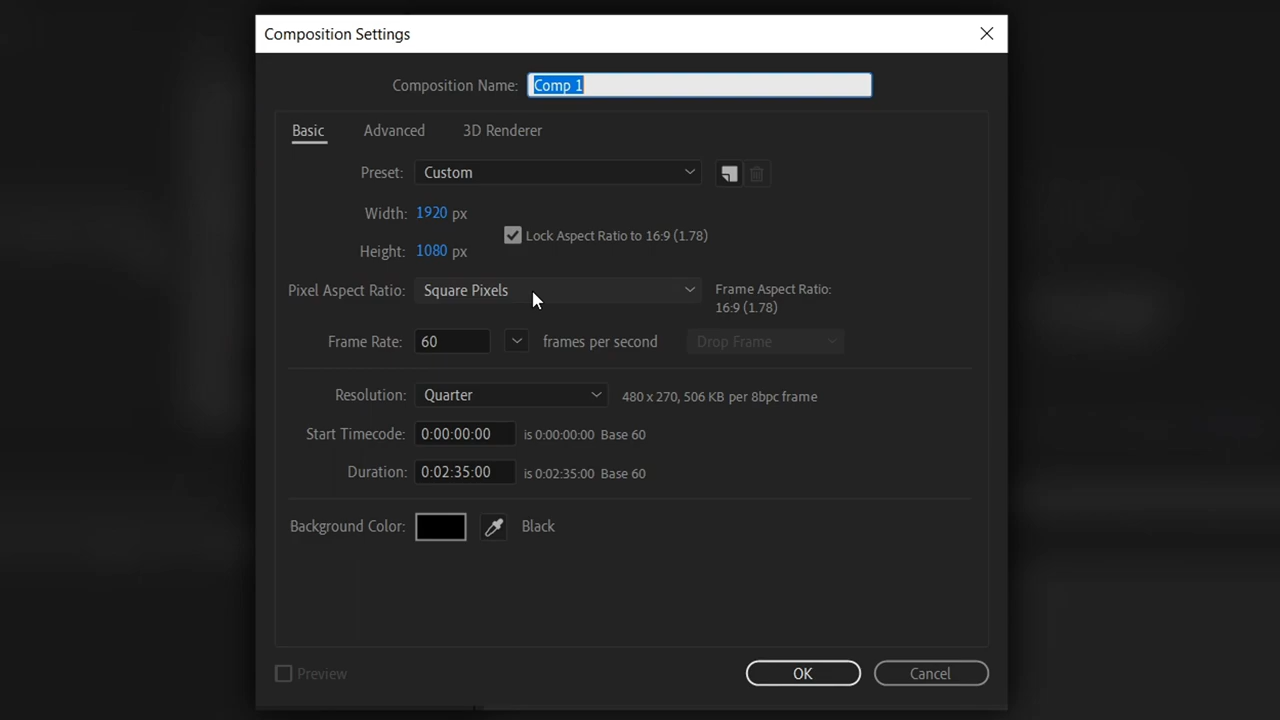 Composition Settings
Composition Name: Comp 1
Basic Advanced 3D Renderer
Preset: Custom
Width: 1920 px
Lock Aspect Ratio to 16:9 (1.78)
Height: 1080 px
Pixel Aspect Ratio: Square Pixels Frame Aspect Ratio:
16:9 (1.78)
Frame Rate: 60 frames per second Drop Frame
Resolution: Quarter 480 x 270, 506 KB per 8bpc frame
Start Timecode: 0:00:00:00 is 0:00:00:00 Base 60
Duration: 0:02:35:00 is 0:02:35:00 Base 60
Background Color: Black
Preview OK Cancel